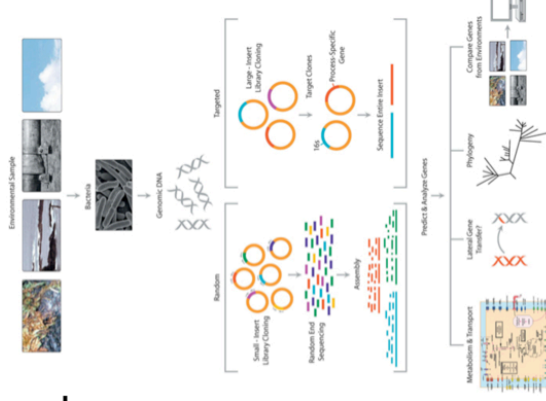 Environmental Sample
Bacteria
Genomic DNA
Random
Small - Insert
Library Cloning
Random End
Sequencing
Assembly
Targeted
Large - Insert
Library Cloning
Target Clones
16s
Process-Specific
Gene
Sequence Entire Insert
Predict & Analyze Genes
Metabolism & Transport
Lateral Gene
Transfer?
Phylogeny
Compare Genes
from Environments